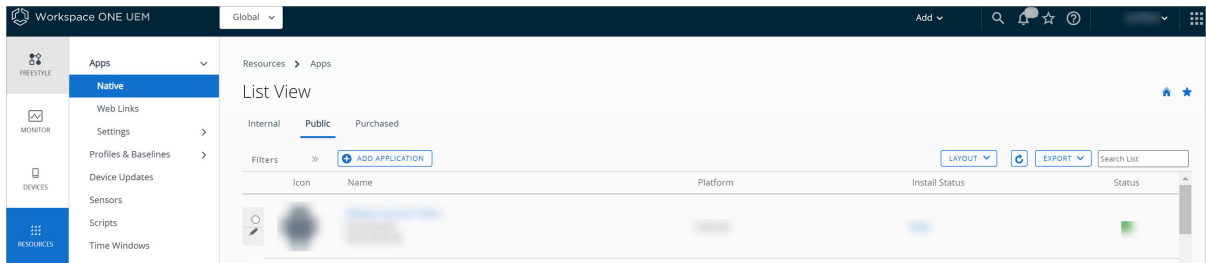 Workspace ONE UEM
Global
Add
FREESTYLE
MONITOR
DEVICES
RESOURCES
Apps
Native
Web Links
Settings
Profiles & Baselines
Device Updates
Sensors
Scripts
Time Windows
Resources > Apps
List View
Internal Public Purchased
Filters » ADD APPLICATION LAYOUT EXPORT Search List
Icon Name Platform Install Status Status